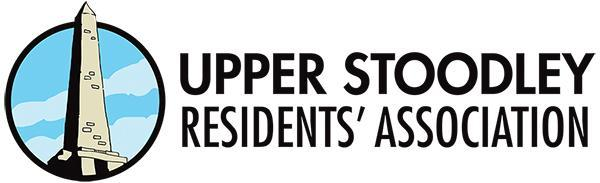 UPPER STOODLEY
RESIDENTS’ ASSOCIATION